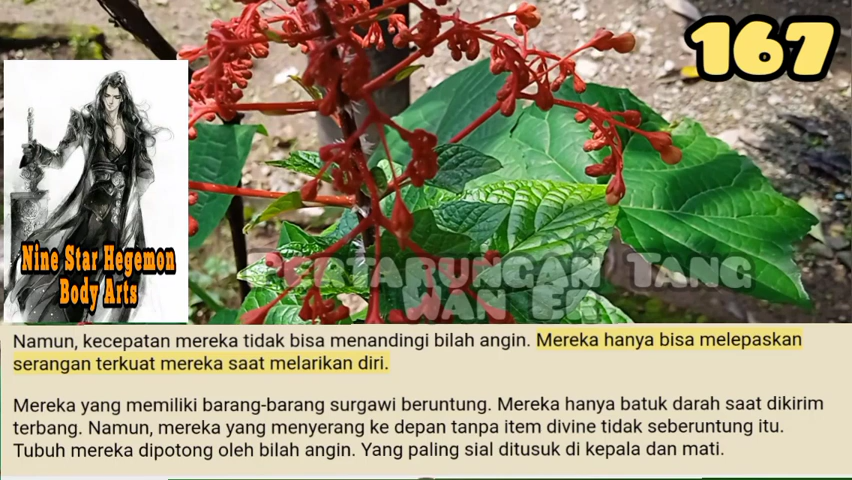 167
Nine Star Hegemon
Body Arts
Pertarungan Tang
Wan Er
Namun, kecepatan mereka tidak bisa menandingi bilah angin. Mereka hanya bisa melepaskan
serangan terkuat mereka saat melarikan diri.
Mereka yang memiliki barang-barang surgawi beruntung. Mereka hanya batuk darah saat dikirim
terbang. Namun, mereka yang menyerang ke depan tanpa item divine tidak seberuntung itu.
Tubuh mereka dipotong oleh bilah angin. Yang paling sial ditusuk di kepala dan mati.